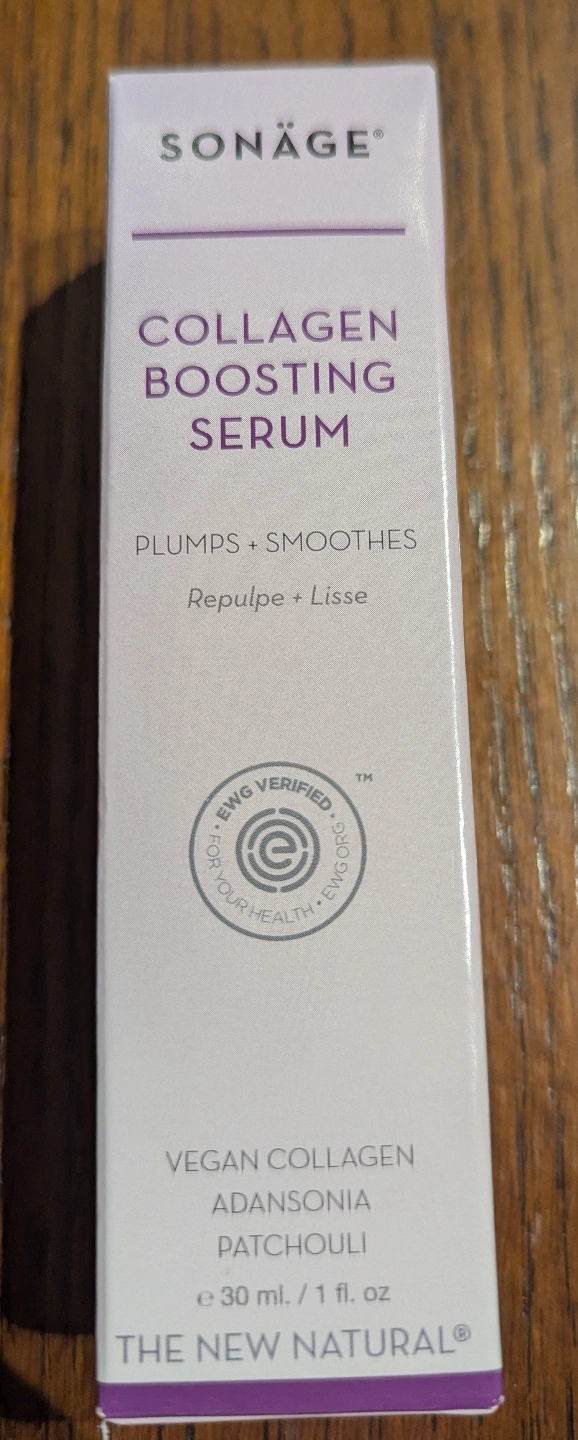 SONÄGE®
COLLAGEN
BOOSTING
SERUM
PLUMPS + SMOOTHES
Repulpe + Lisse
• EWG VERIFIED •
TM
FOR YOUR HEALTH • EWG.ORG
e
VEGAN COLLAGEN
ADANSONIA
PATCHOULI
℮ 30 ml. / 1 fl. oz
THE NEW NATURAL®